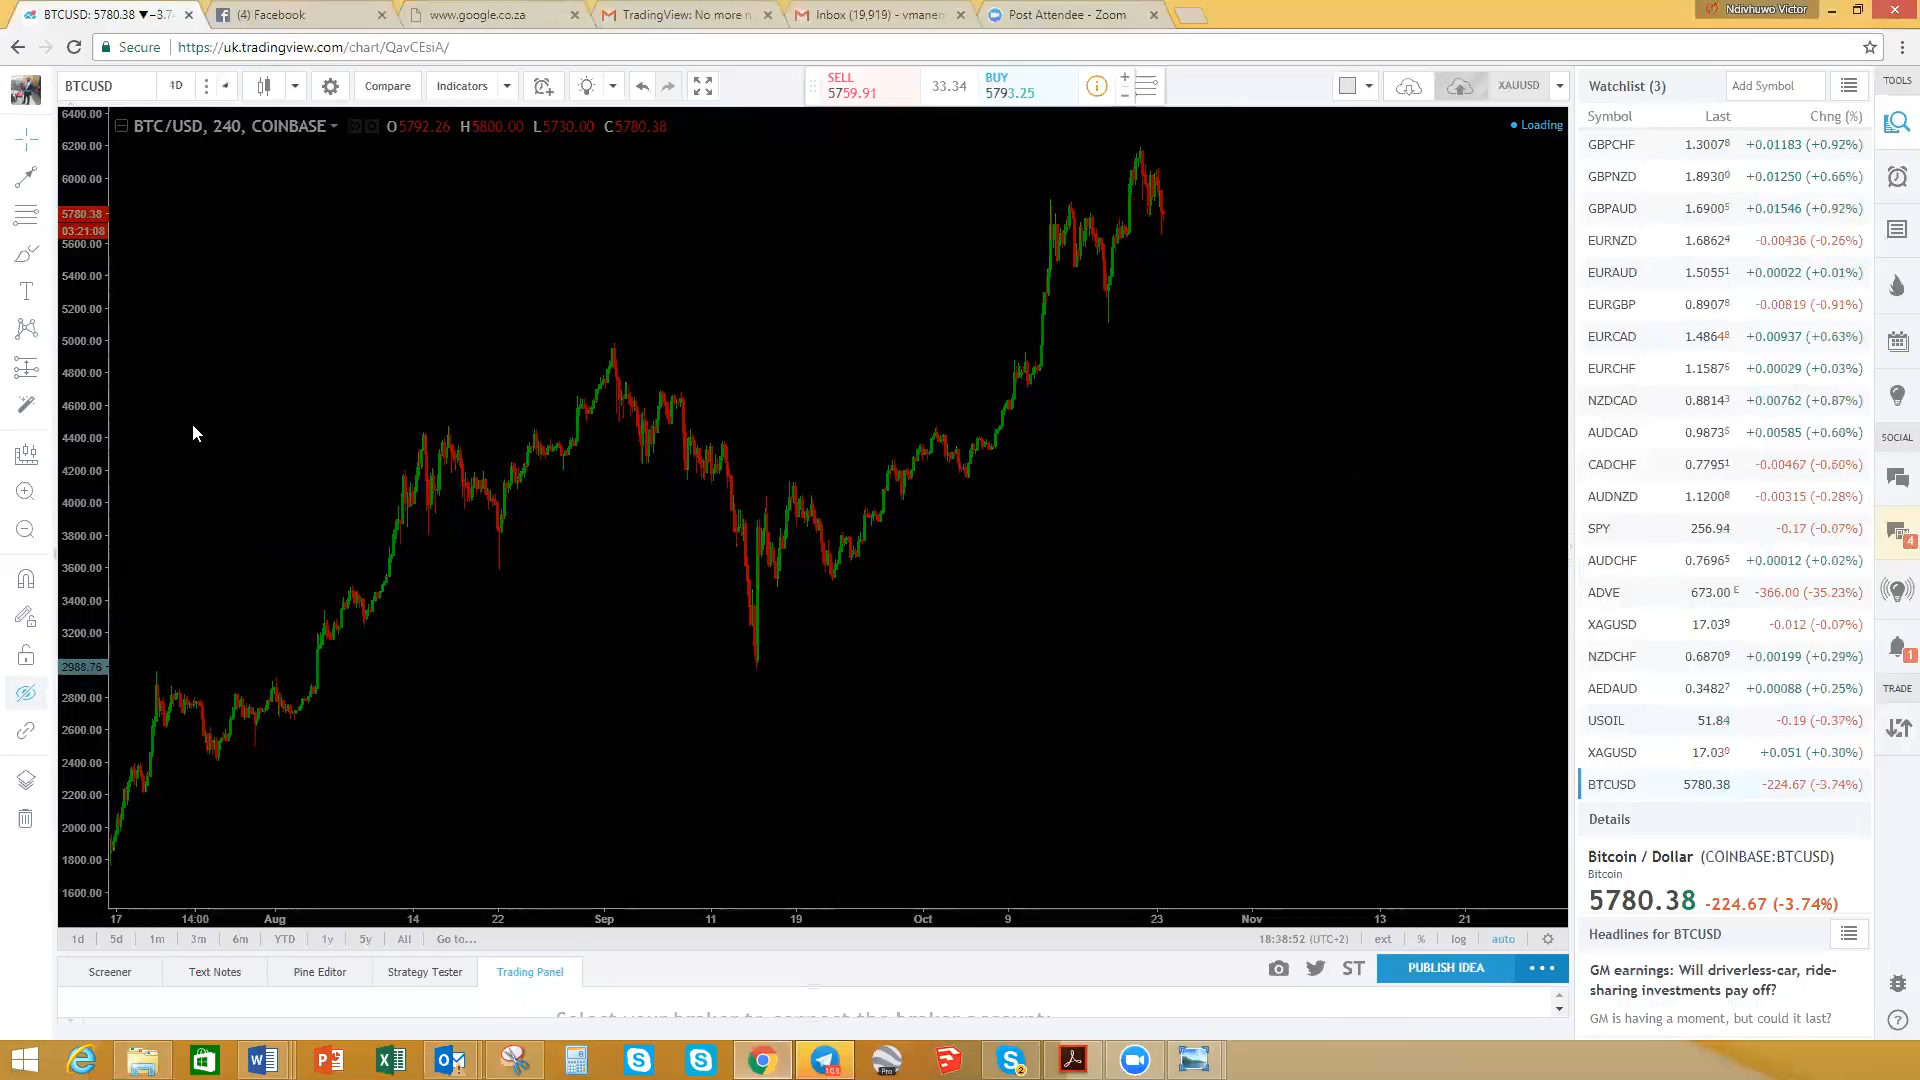 BTCUSD: 5780.38 ▼−3.7
(4) Facebook
www.google.co.za
TradingView: No more n
Inbox (19,919) - vmanen
Post Attendee - Zoom
Ndivhuwo Victor
Secure
https://uk.tradingview.com/chart/QavCEsiA/
BTCUSD
4D
Compare
Indicators
SELL
5759.91
33.34
BUY
5793.25
XAUUSD
Watchlist (3)
Add Symbol
TOOLS
BTC/USD, 240, COINBASE
O5792.26 H5800.00 L5730.00 C5780.38
Loading
Symbol Last Chng (%)
GBPCHF 1.30078 +0.01183 (+0.92%)
GBPNZD 1.89300 +0.01250 (+0.66%)
GBPAUD 1.69005 +0.01546 (+0.92%)
EURNZD 1.68624 -0.00436 (-0.26%)
EURAUD 1.50551 +0.00022 (+0.01%)
EURGBP 0.89078 -0.00819 (-0.91%)
EURCAD 1.48648 +0.00937 (+0.63%)
EURCHF 1.15875 +0.00029 (+0.03%)
NZDCAD 0.88143 +0.00762 (+0.87%)
AUDCAD 0.98735 +0.00585 (+0.60%)
CADCHF 0.77951 -0.00467 (-0.60%)
AUDNZD 1.12008 -0.00315 (-0.28%)
SPY 256.94 -0.17 (-0.07%)
AUDCHF 0.76965 +0.00012 (+0.02%)
ADVE 673.00 E -366.00 (-35.23%)
XAGUSD 17.039 -0.012 (-0.07%)
NZDCHF 0.68709 +0.00199 (+0.29%)
AEDAUD 0.34827 +0.00088 (+0.25%)
USOIL 51.84 -0.19 (-0.37%)
XAGUSD 17.030 +0.051 (+0.30%)
BTCUSD 5780.38 -224.67 (-3.74%)
SOCIAL
4
1
TRADE
6400.00
6200.00
6000.00
5780.38
03:21:08
5600.00
5400.00
5200.00
5000.00
4800.00
4600.00
4400.00
4200.00
4000.00
3800.00
3600.00
3400.00
3200.00
2988.76
2800.00
2600.00
2400.00
2200.00
2000.00
1800.00
1600.00
17 14:00 Aug 14 22 Sep 11 19 Oct 9 23 Nov 13 21
1d 5d 1m 3m 6m YTD 1y 5y All Go to...
18:38:52 (UTC+2) ext % log auto
Screener Text Notes Pine Editor Strategy Tester Trading Panel
ST
PUBLISH IDEA
Details
Bitcoin / Dollar (COINBASE:BTCUSD)
Bitcoin
5780.38 -224.67 (-3.74%)
Headlines for BTCUSD
GM earnings: Will driverless-car, ride-
sharing investments pay off?
GM is having a moment, but could it last?
Select your broker to connect the broker account:
105
Pro
2